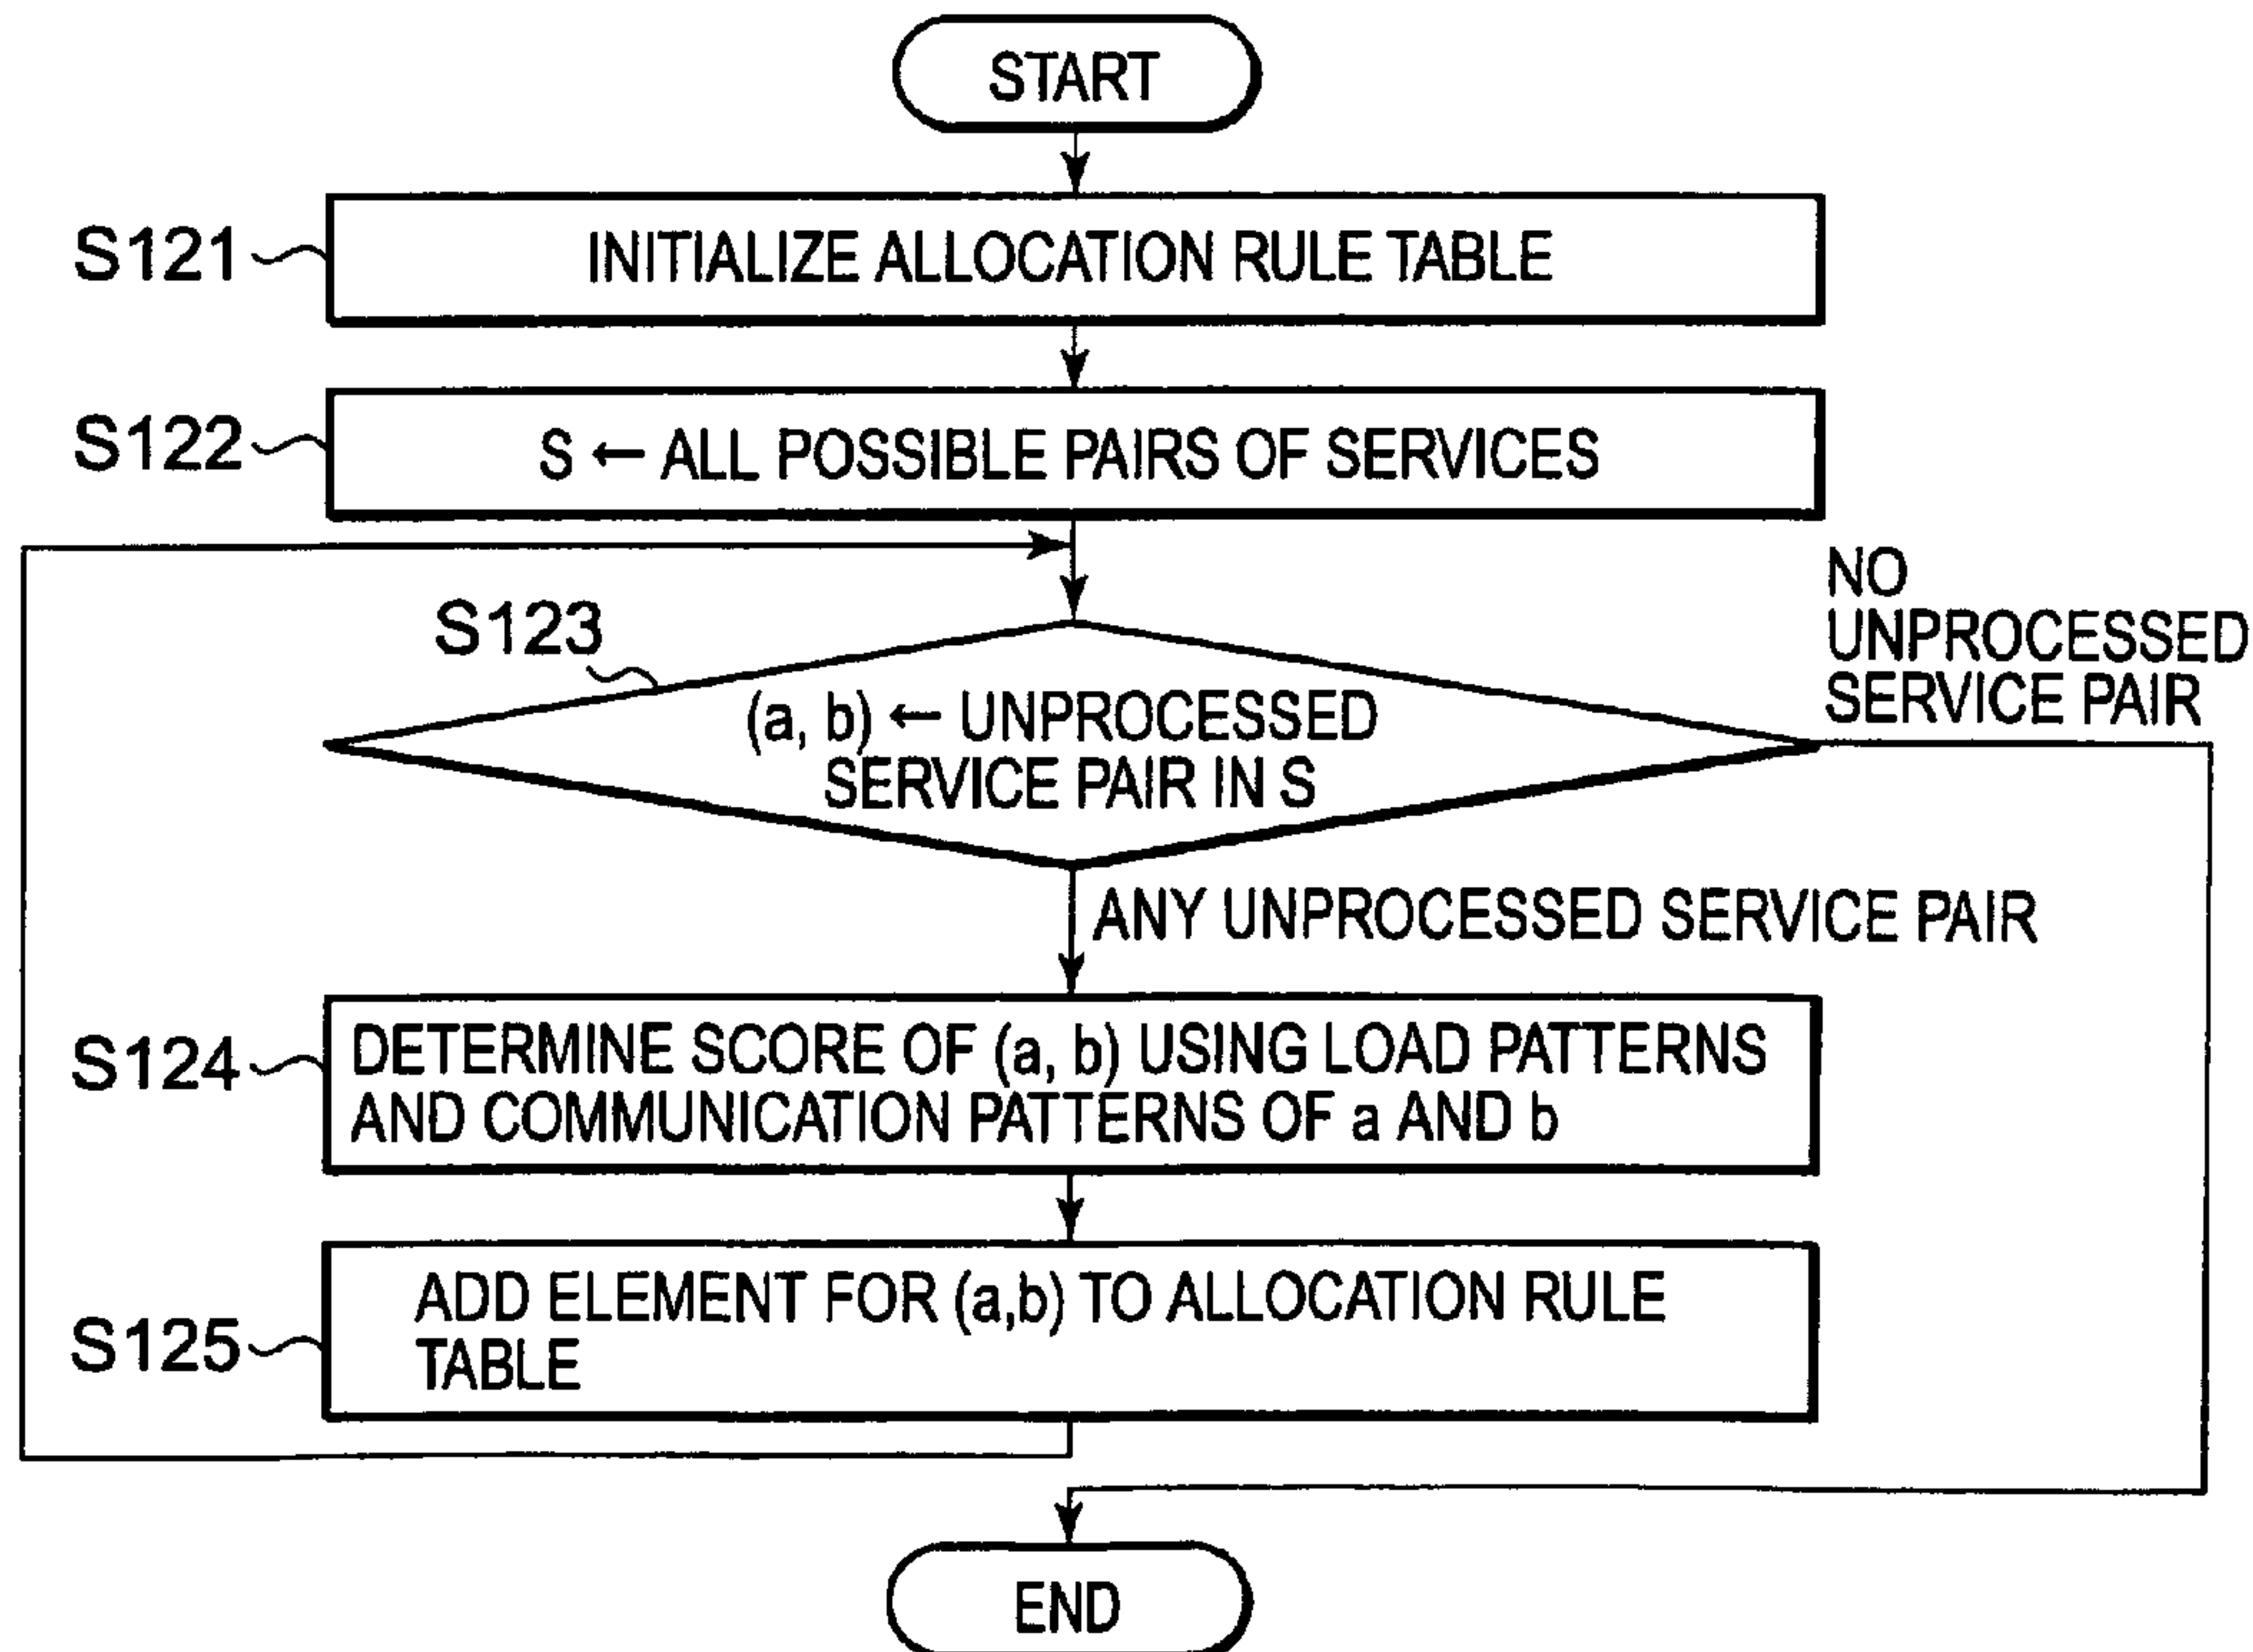 START
S121
INITIALIZE ALLOCATION RULE TABLE
S122
S ← ALL POSSIBLE PAIRS OF SERVICES
S123
(a, b) ← UNPROCESSED
SERVICE PAIR IN S
NO
UNPROCESSED
SERVICE PAIR
ANY UNPROCESSED SERVICE PAIR
S124
DETERMINE SCORE OF (a, b) USING LOAD PATTERNS
AND COMMUNICATION PATTERNS OF a AND b
S125
ADD ELEMENT FOR (a,b) TO ALLOCATION RULE
TABLE
END